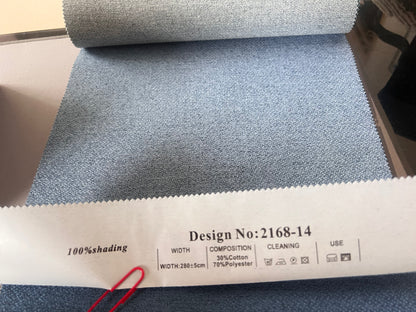 Design No:2168-14
100%shading
WIDTH COMPOSITION CLEANING USE
30%Cotton
WIDTH:280±5cm 70%Polyester